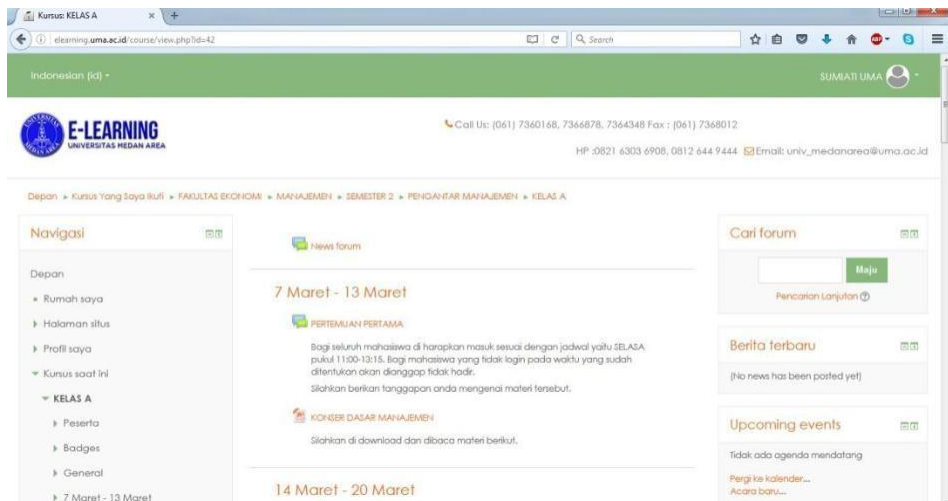 Kursus: KELAS A
elearning.uma.ac.id/course/view.php?id=42
Search
Indonesian (id)
SUMIATI UMA
E-LEARNING
UNIVERSITAS MEDAN AREA
Call Us: (061) 7360168, 7366878, 7364348 Fax : (061) 7368012
HP :0821 6303 6908, 0812 644 9444 Email: univ_medanarea@uma.ac.id
Depan Kursus Yang Saya Ikuti FAKULTAS EKONOMI MANAJEMEN SEMESTER 2 PENGANTAR MANAJEMEN KELAS A
Navigasi
Depan
Rumah saya
Halaman situs
Profil saya
Kursus saat ini
KELAS A
Peserta
Badges
General
7 Maret - 13 Maret
News forum
7 Maret - 13 Maret
PERTEMUAN PERTAMA
Bagi seluruh mahasiswa di harapkan masuk sesuai dengan jadwal yaitu SELASA
pukul 11:00-13:15. Bagi mahasiswa yang tidak login pada waktu yang sudah
ditentukan akan dianggap tidak hadir.
Silahkan berikan tanggapan anda mengenai materi tersebut.
KONSER DASAR MANAJEMEN
Silahkan di download dan dibaca materi berikut.
14 Maret - 20 Maret
Cari forum
Maju
Pencarian Lanjutan
Berita terbaru
(No news has been posted yet)
Upcoming events
Tidak ada agenda mendatang
Pergi ke kalender...
Acara baru...